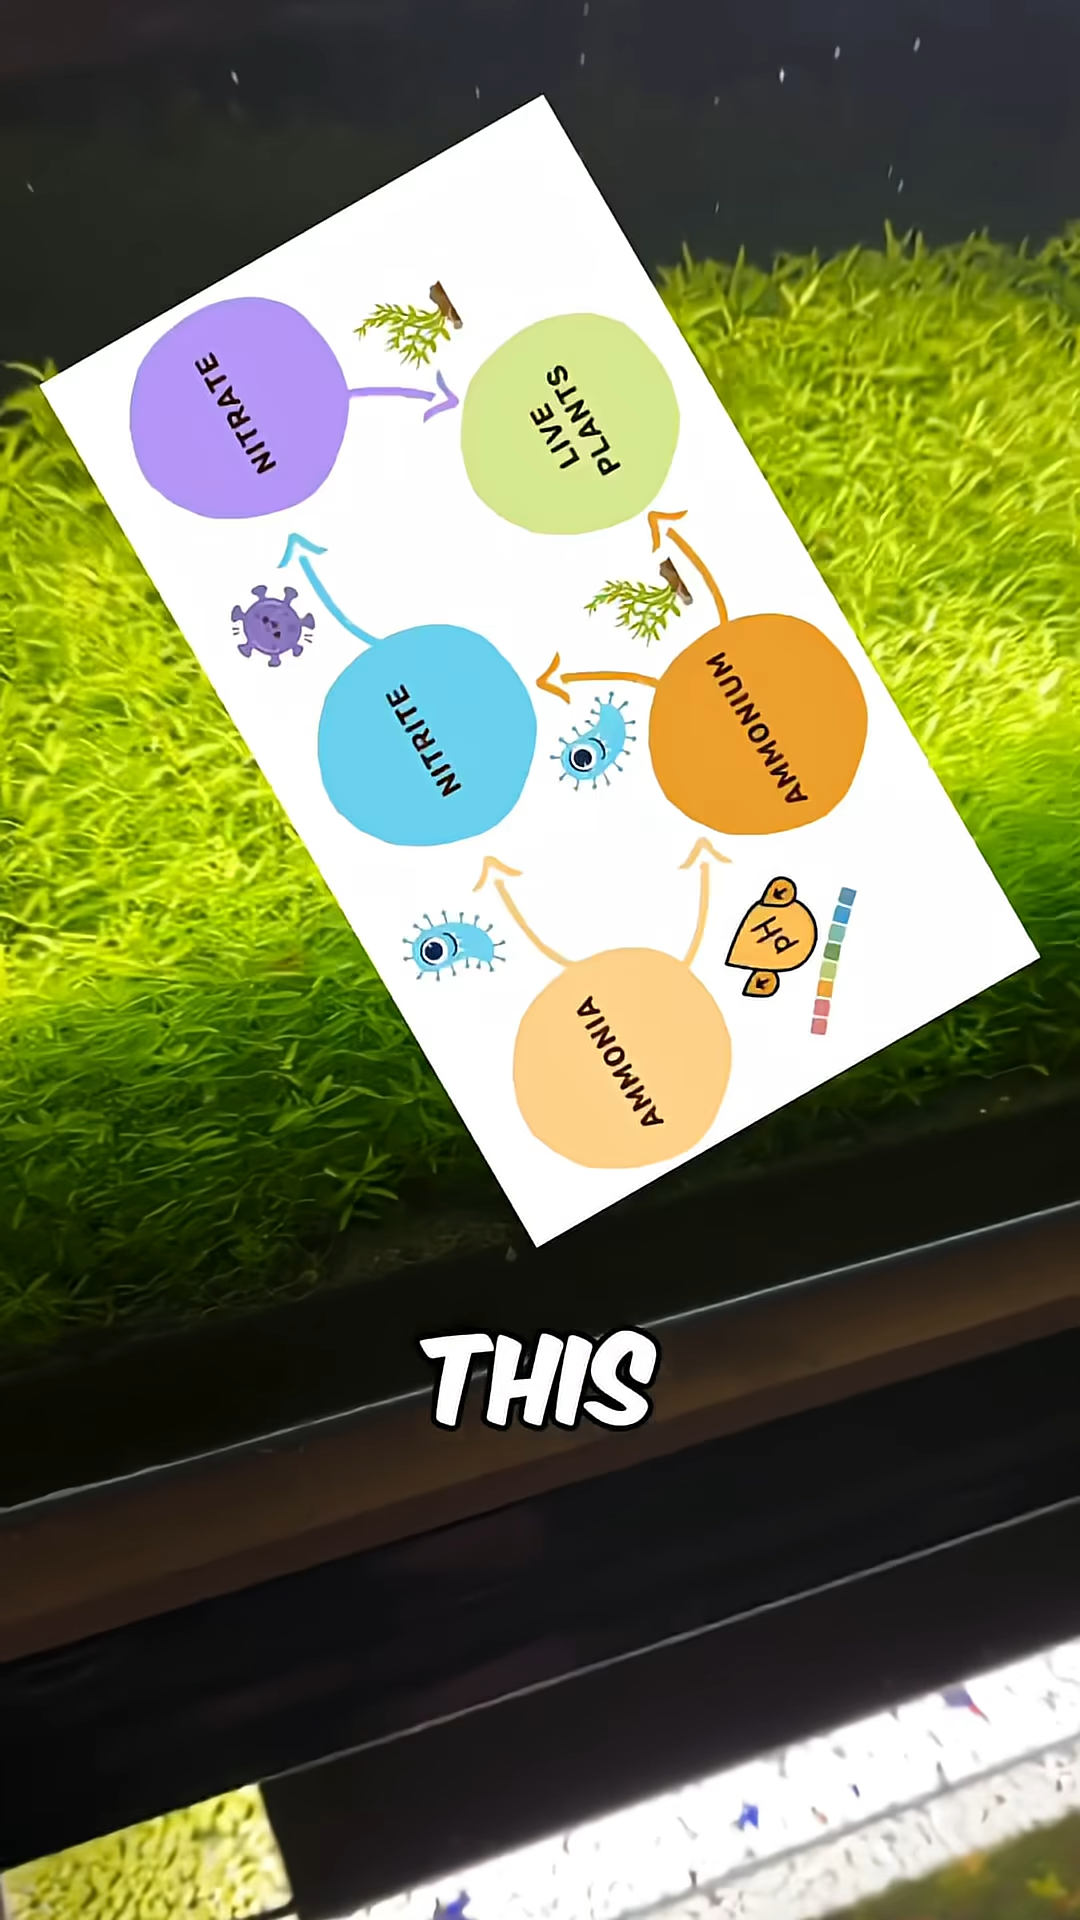 NITRATE
LIVE
PLANTS
NITRITE
AMMONIUM
AMMONIA
pH
THIS